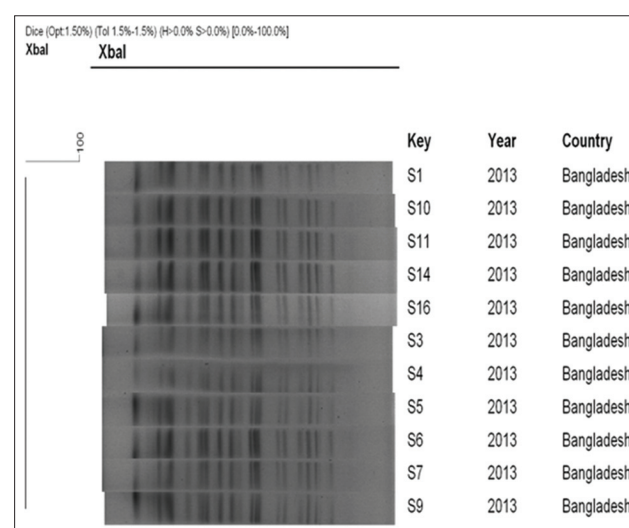 Dice (Opt:1.50%) (Tol 1.5%-1.5%) (H>0.0% S>0.0%) [0.0%-100.0%]
XbaI XbaI
100
Key Year Country
S1 2013 Bangladesh
S10 2013 Bangladesh
S11 2013 Bangladesh
S14 2013 Bangladesh
S16 2013 Bangladesh
S3 2013 Bangladesh
S4 2013 Bangladesh
S5 2013 Bangladesh
S6 2013 Bangladesh
S7 2013 Bangladesh
S9 2013 Bangladesh